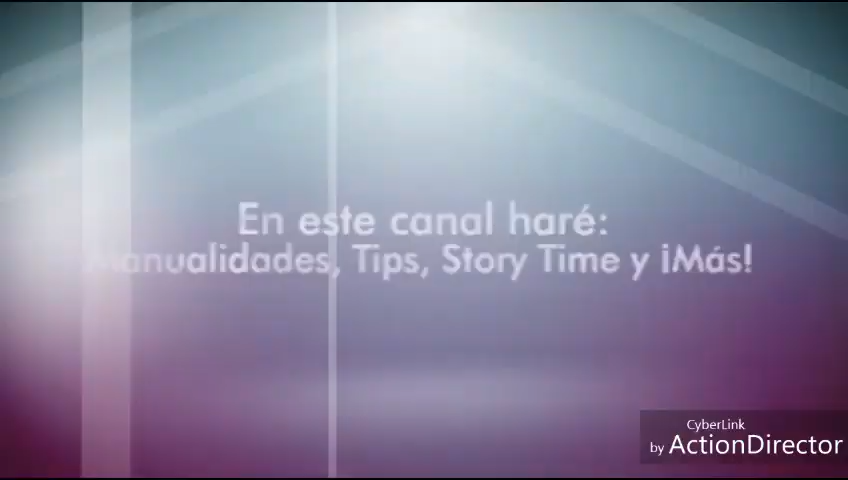 En este canal haré:
Manualidades, Tips, Story Time y ¡Más!
CyberLink
by ActionDirector